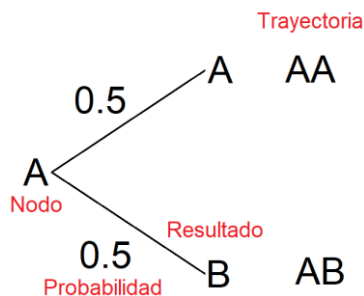 Trayectoria
A AA
0.5
A
Nodo
Resultado
0.5
Probabilidad
B AB